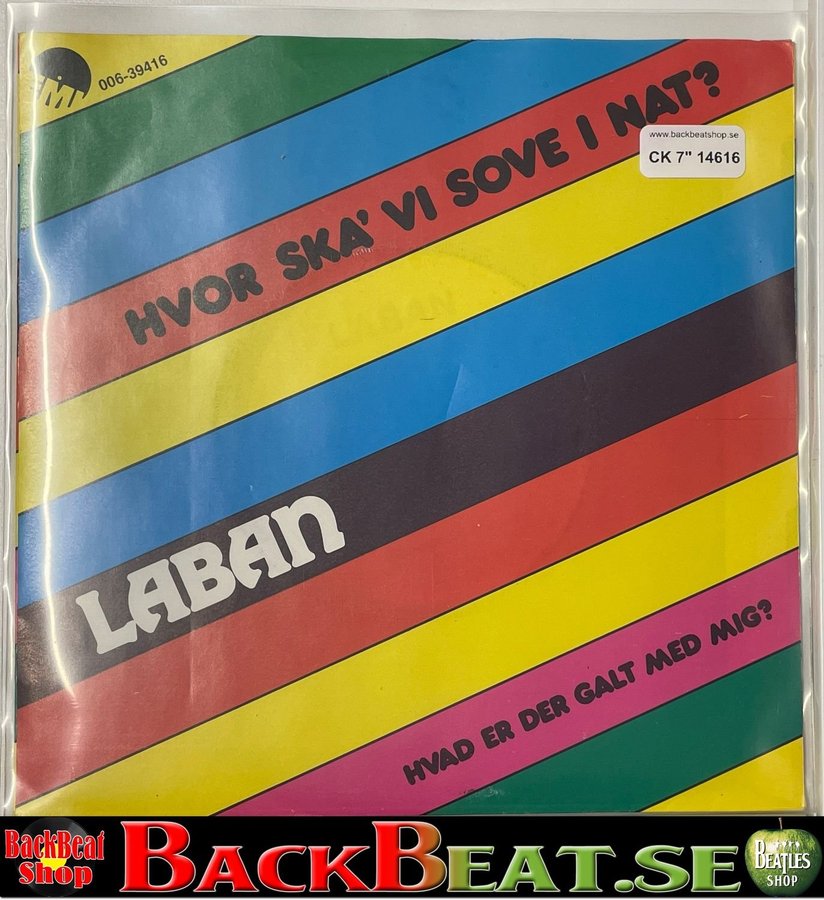 EMI
006-39416
HVOR SKA' VI SOVE I NAT?
www.backbeatshop.se
CK 7" 14616
LABAN
HVAD ER DER GALT MED MIG?
BackBeat
Shop
BACKBEAT.SE
BEATLES
SHOP